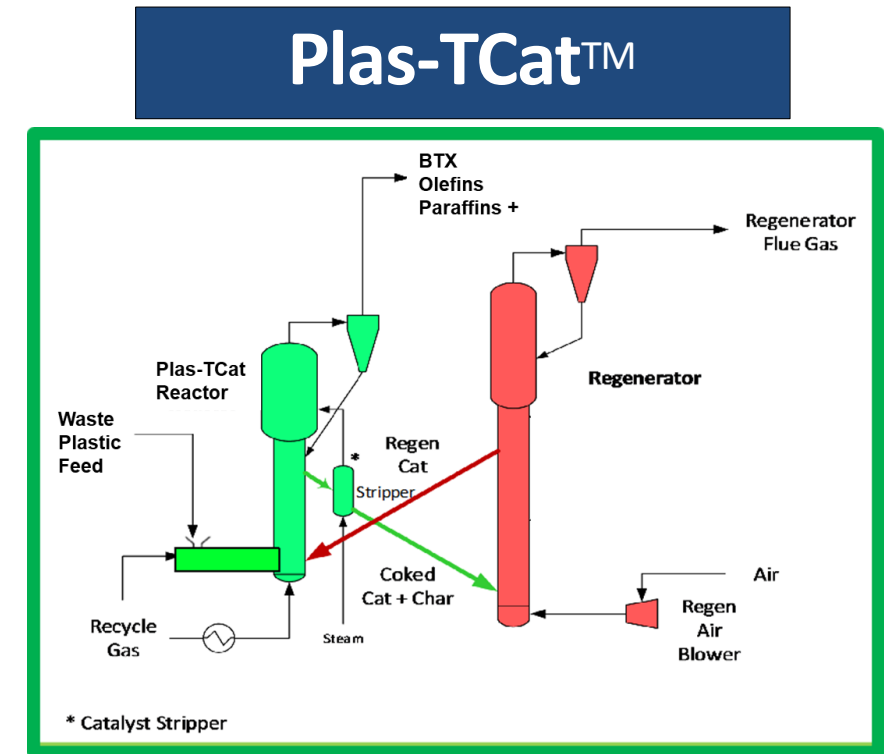 Plas-TCat™
BTX
Olefins
Paraffins +
Regenerator
Flue Gas
Plas-TCat
Reactor
Regenerator
Waste
Plastic
Feed
Regen
Cat
*
Stripper
Coked
Cat + Char
Air
Regen
Air
Blower
Recycle
Gas
Steam
* Catalyst Stripper